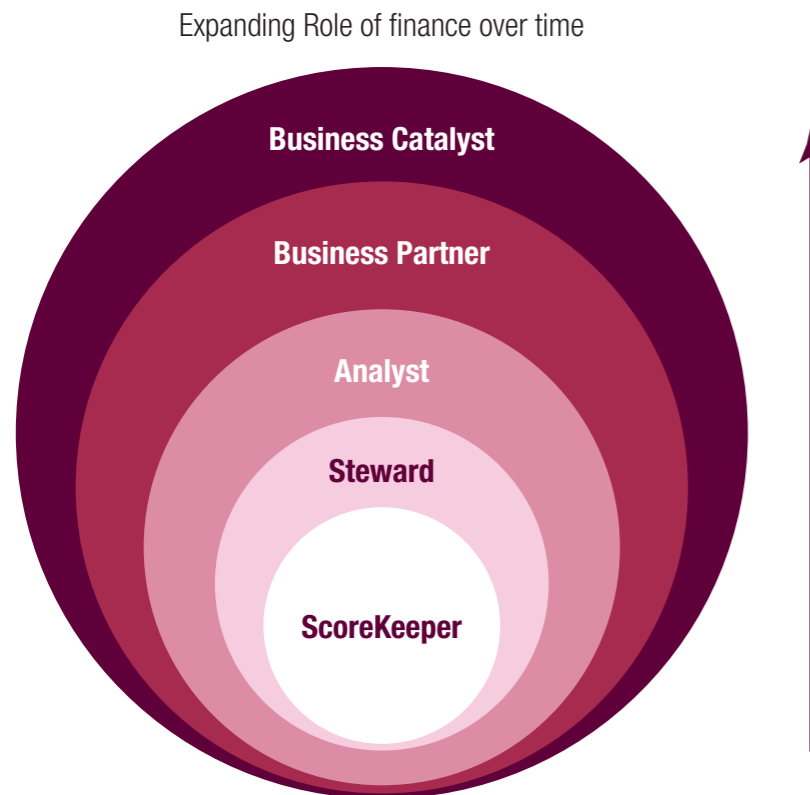 Expanding Role of finance over time
Business Catalyst
Business Partner
Analyst
Steward
ScoreKeeper